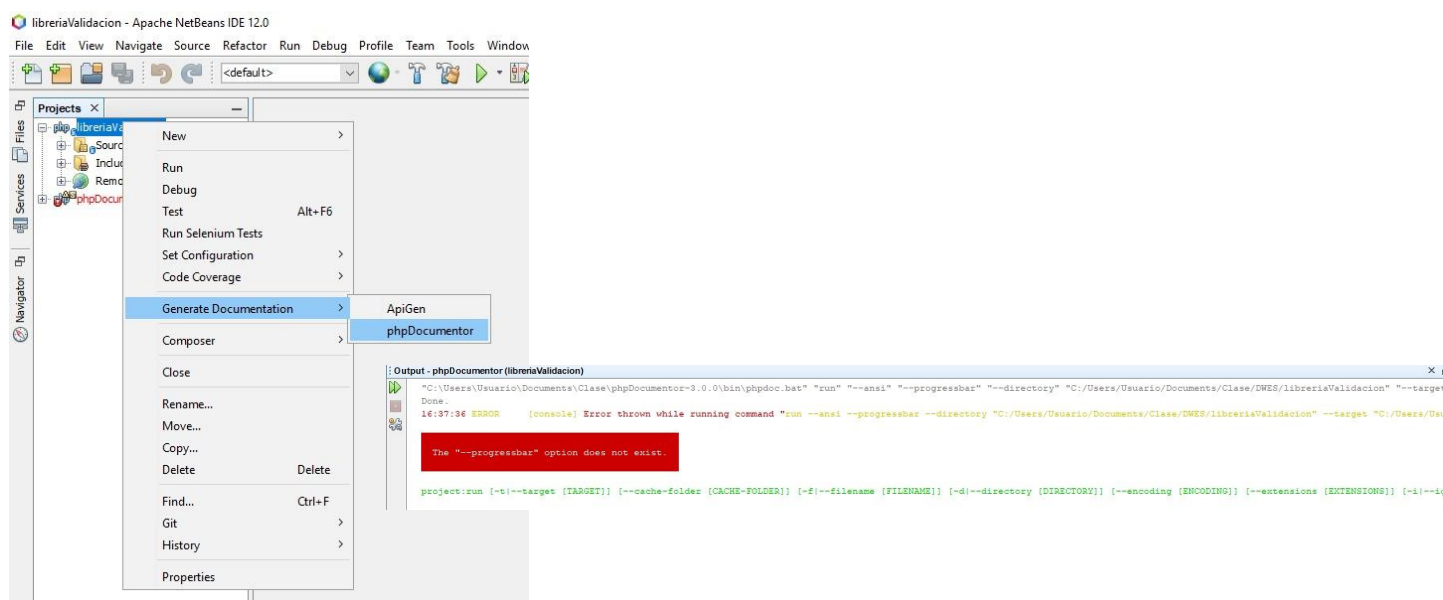 libreriaValidacion - Apache NetBeans IDE 12.0
File Edit View Navigate Source Refactor Run Debug Profile Team Tools Window
<default>
Projects
Files
Services
Navigator
libreriaVa
Sourc
Includ
Remo
phpDocum
New
Run
Debug
Test Alt+F6
Run Selenium Tests
Set Configuration
Code Coverage
Generate Documentation
ApiGen
phpDocumentor
Composer
Close
Rename...
Move...
Copy...
Delete Delete
Find... Ctrl+F
Git
History
Properties
Output - phpDocumentor (libreriaValidacion)
"C:\Users\Usuario\Documents\Clase\phpDocumentor-3.0.0\bin\phpdoc.bat" "run" "--ansi" "--progressbar" "--directory" "C:/Users/Usuario/Documents/Clase/DWES/libreriaValidacion" "--target
Done.
16:37:36 ERROR [console] Error thrown while running command "run --ansi --progressbar --directory "C:/Users/Usuario/Documents/Clase/DWES/libreriaValidacion" --target "C:/Users/Usu
The "--progressbar" option does not exist.
project:run [-t|--target [TARGET]] [--cache-folder [CACHE-FOLDER]] [-f|--filename [FILENAME]] [-d|--directory [DIRECTORY]] [--encoding [ENCODING]] [--extensions [EXTENSIONS]] [-i|--ig